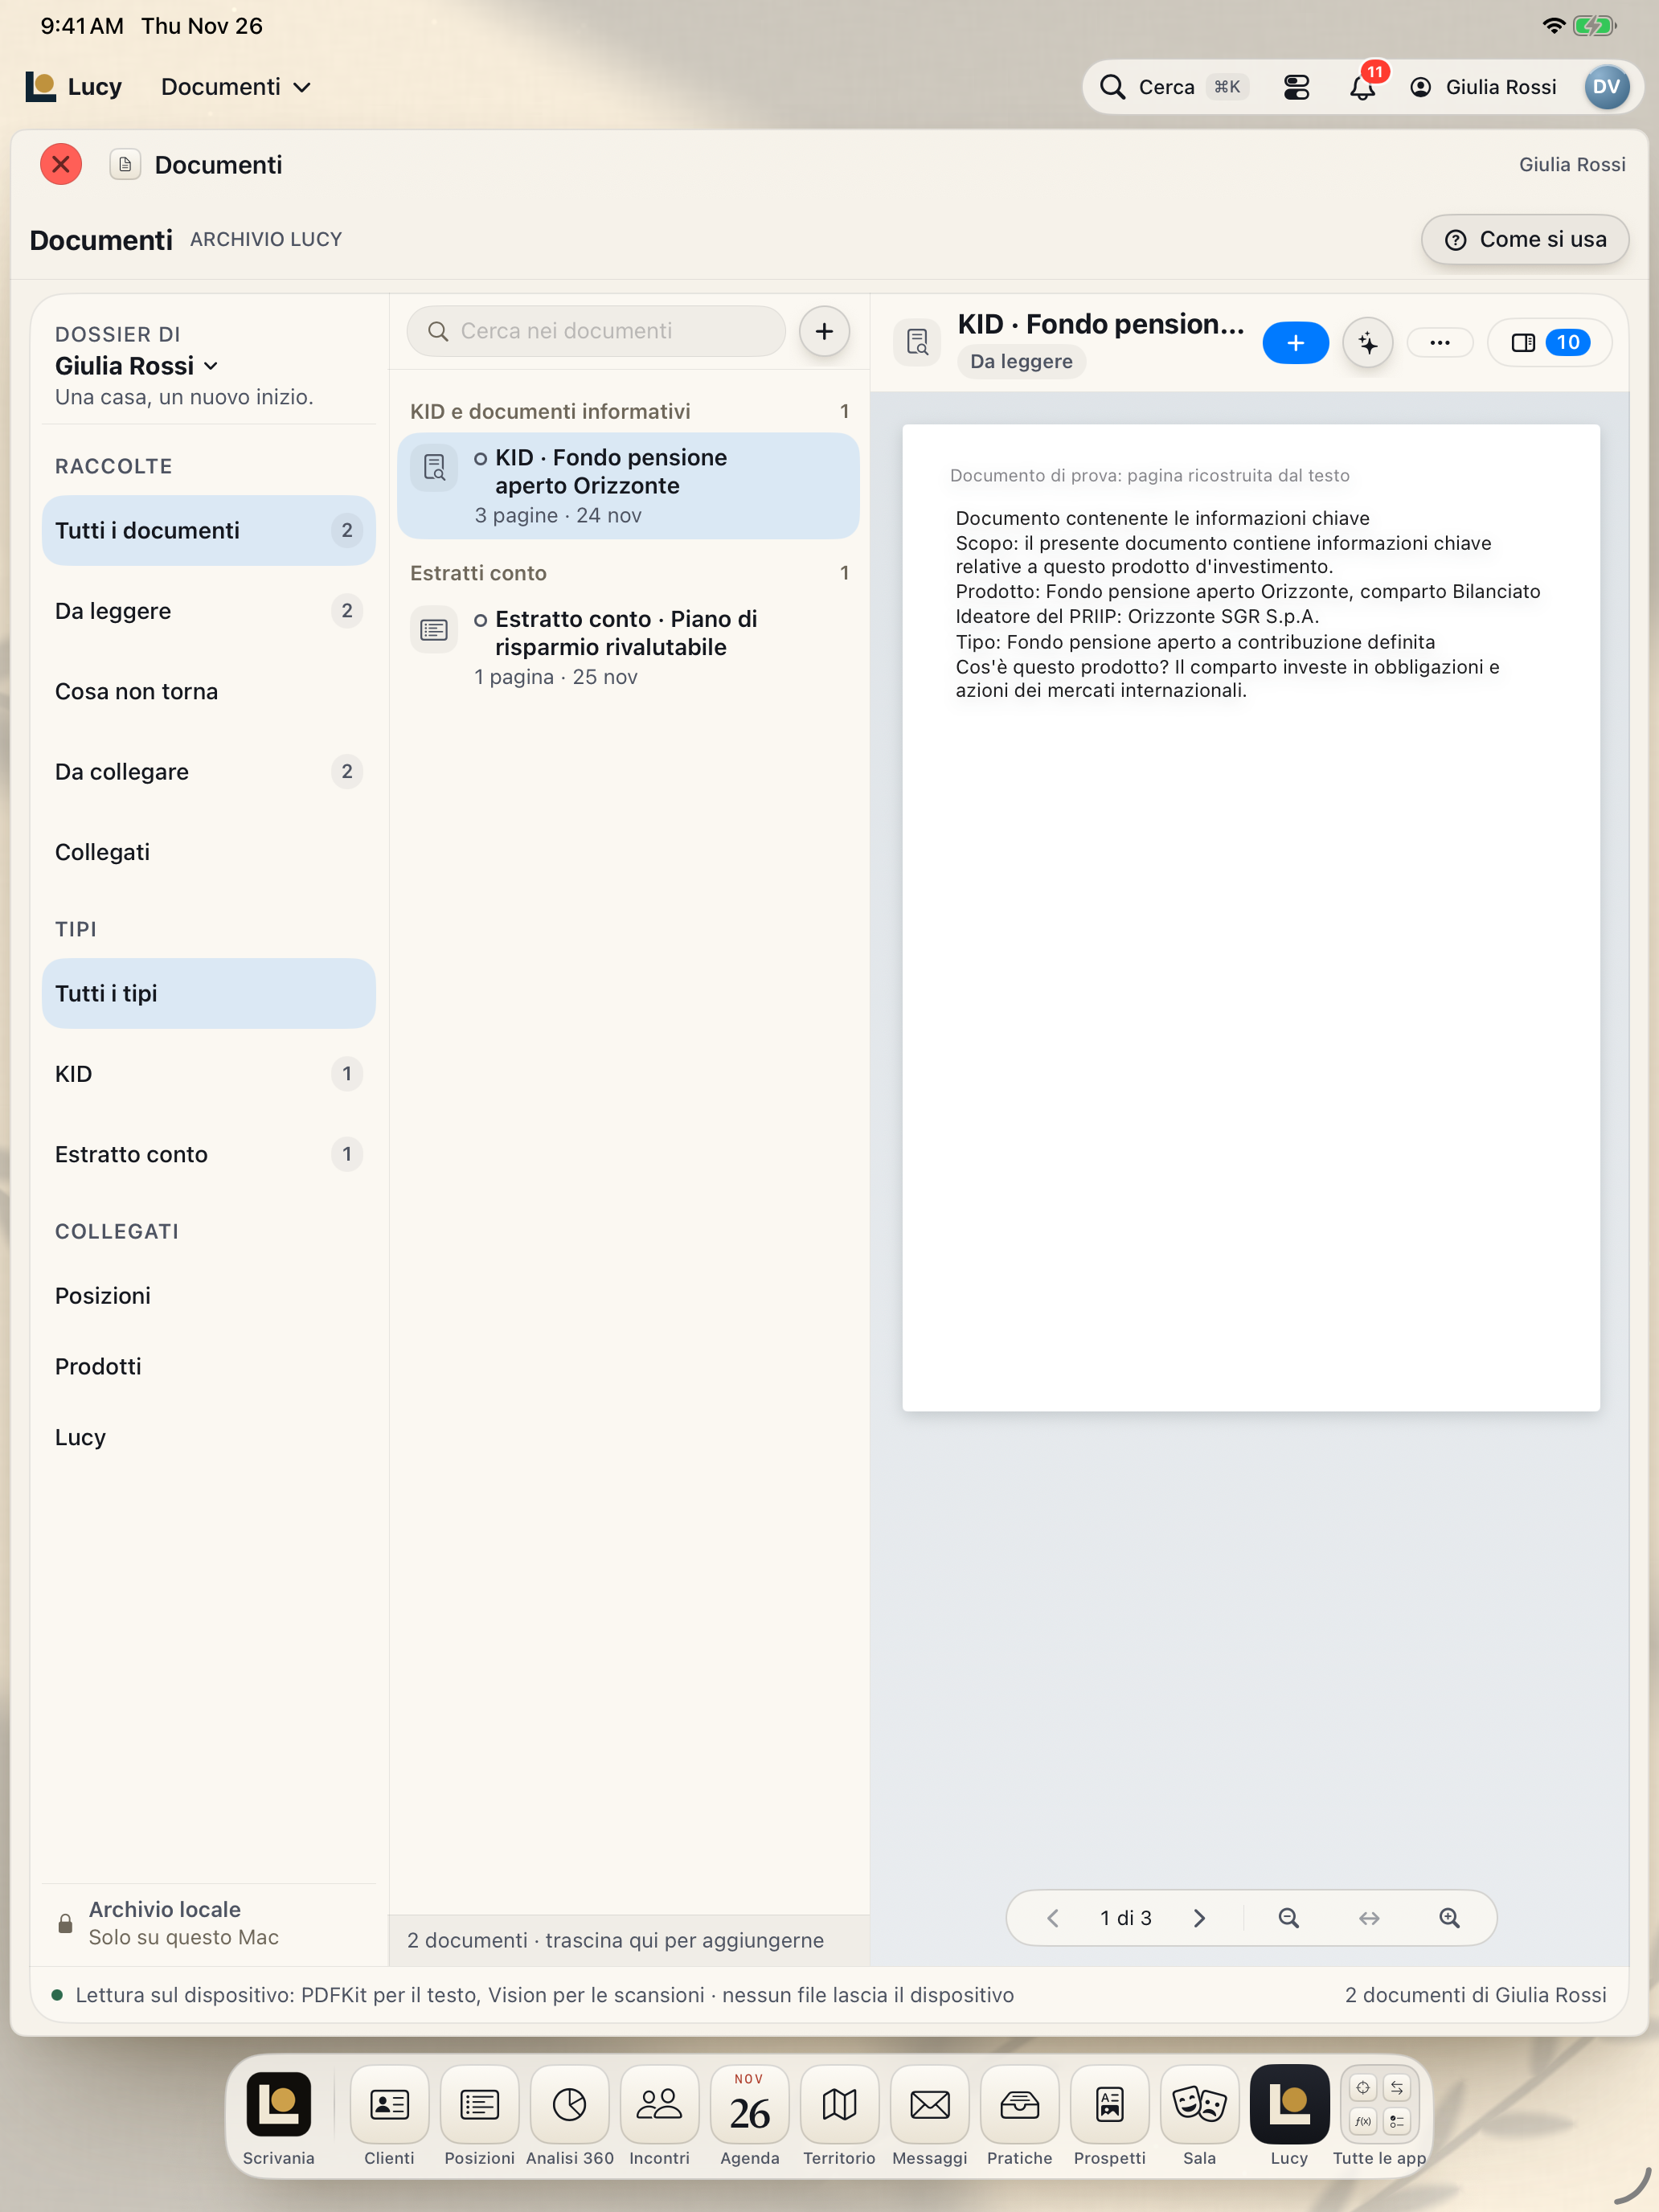 9:41 AM Thu Nov 26
Lucy
Documenti
Cerca ⌘K
11
Giulia Rossi
DV
Documenti
Giulia Rossi
Documenti ARCHIVIO LUCY
Come si usa
DOSSIER DI
Giulia Rossi
Una casa, un nuovo inizio.
RACCOLTE
Tutti i documenti 2
Da leggere 2
Cosa non torna
Da collegare 2
Collegati
TIPI
Tutti i tipi
KID 1
Estratto conto 1
COLLEGATI
Posizioni
Prodotti
Lucy
Archivio locale
Solo su questo Mac
Cerca nei documenti
KID e documenti informativi 1
KID · Fondo pensione
aperto Orizzonte
3 pagine · 24 nov
Estratti conto 1
Estratto conto · Piano di
risparmio rivalutabile
1 pagina · 25 nov
2 documenti · trascina qui per aggiungerne
KID · Fondo pension...
Da leggere
10
Documento di prova: pagina ricostruita dal testo
Documento contenente le informazioni chiave
Scopo: il presente documento contiene informazioni chiave
relative a questo prodotto d'investimento.
Prodotto: Fondo pensione aperto Orizzonte, comparto Bilanciato
Ideatore del PRIIP: Orizzonte SGR S.p.A.
Tipo: Fondo pensione aperto a contribuzione definita
Cos'è questo prodotto? Il comparto investe in obbligazioni e
azioni dei mercati internazionali.
1 di 3
Lettura sul dispositivo: PDFKit per il testo, Vision per le scansioni · nessun file lascia il dispositivo
2 documenti di Giulia Rossi
NOV
26
f(x)
Scrivania
Clienti
Posizioni
Analisi 360
Incontri
Agenda
Territorio
Messaggi
Pratiche
Prospetti
Sala
Lucy
Tutte le app